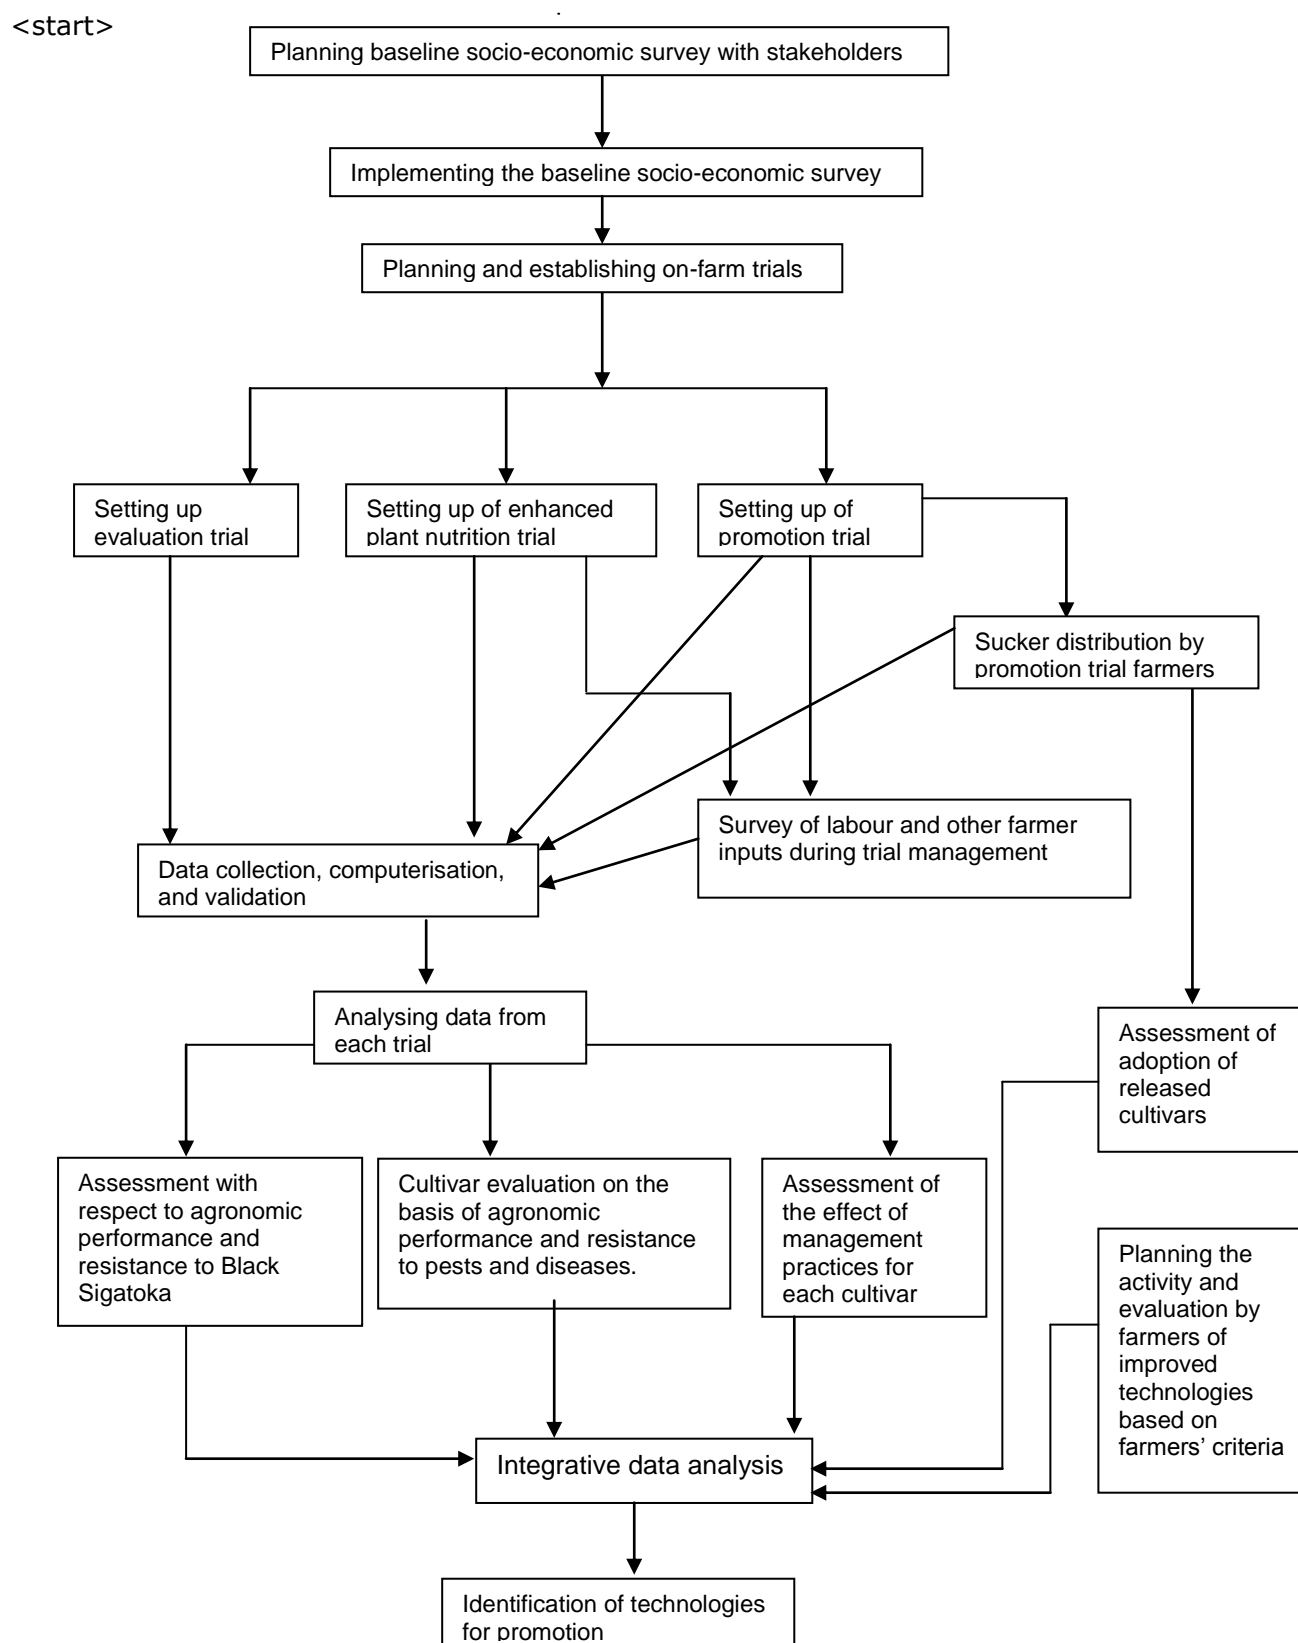 <start>
Planning baseline socio-economic survey with stakeholders
Implementing the baseline socio-economic survey
Planning and establishing on-farm trials
Setting up
evaluation trial
Setting up of enhanced
plant nutrition trial
Setting up of
promotion trial
Sucker distribution by
promotion trial farmers
Survey of labour and other farmer
inputs during trial management
Data collection, computerisation,
and validation
Analysing data from
each trial
Assessment of
adoption of
released
cultivars
Assessment with
respect to agronomic
performance and
resistance to Black
Sigatoka
Cultivar evaluation on the
basis of agronomic
performance and resistance
to pests and diseases.
Assessment of
the effect of
management
practices for
each cultivar
Planning the
activity and
evaluation by
farmers of
improved
technologies
based on
farmers’ criteria
Integrative data analysis
Identification of technologies
for promotion